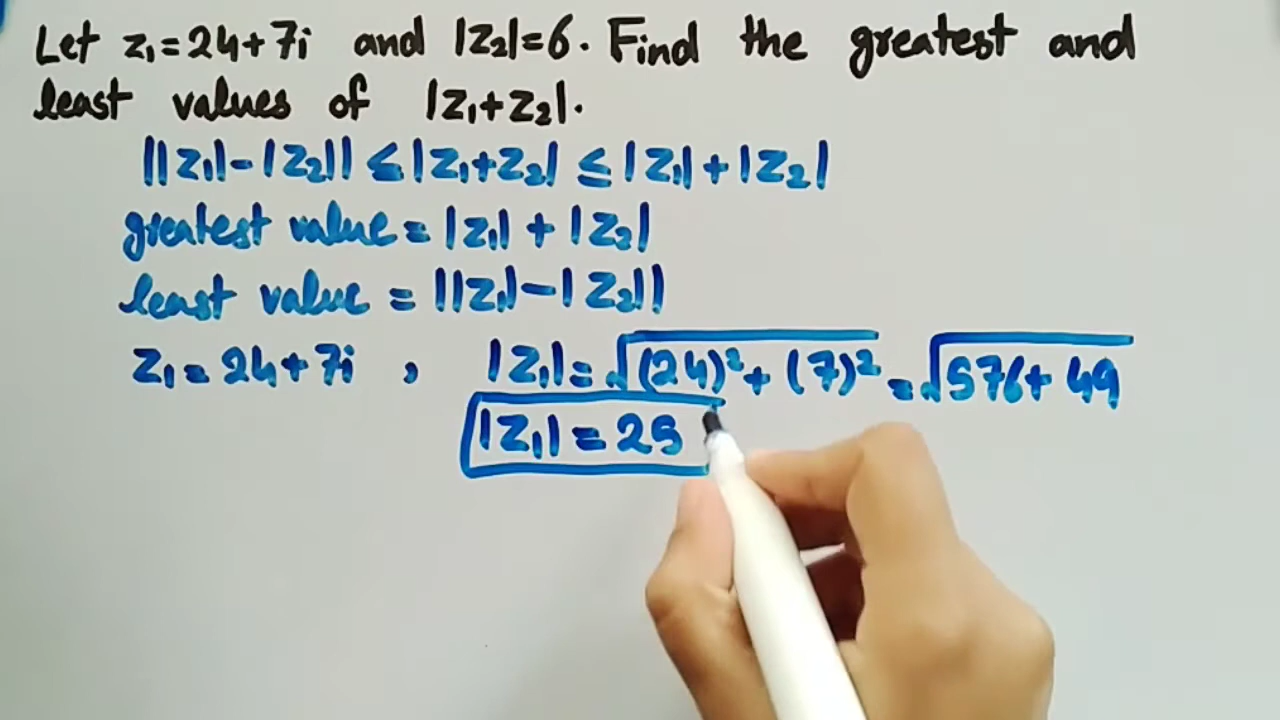 Let z₁=24+7i and |z₂|=6. Find the greatest and
least values of |z₁+z₂|.
||z₁|-|z₂|| ≤ |z₁+z₂| ≤ |z₁|+|z₂|
greatest value = |z₁| + |z₂|
least value = ||z₁|-|z₂||
z₁=24+7i , |z₁|=√(24)²+(7)² = √576+49
|z₁| = 25